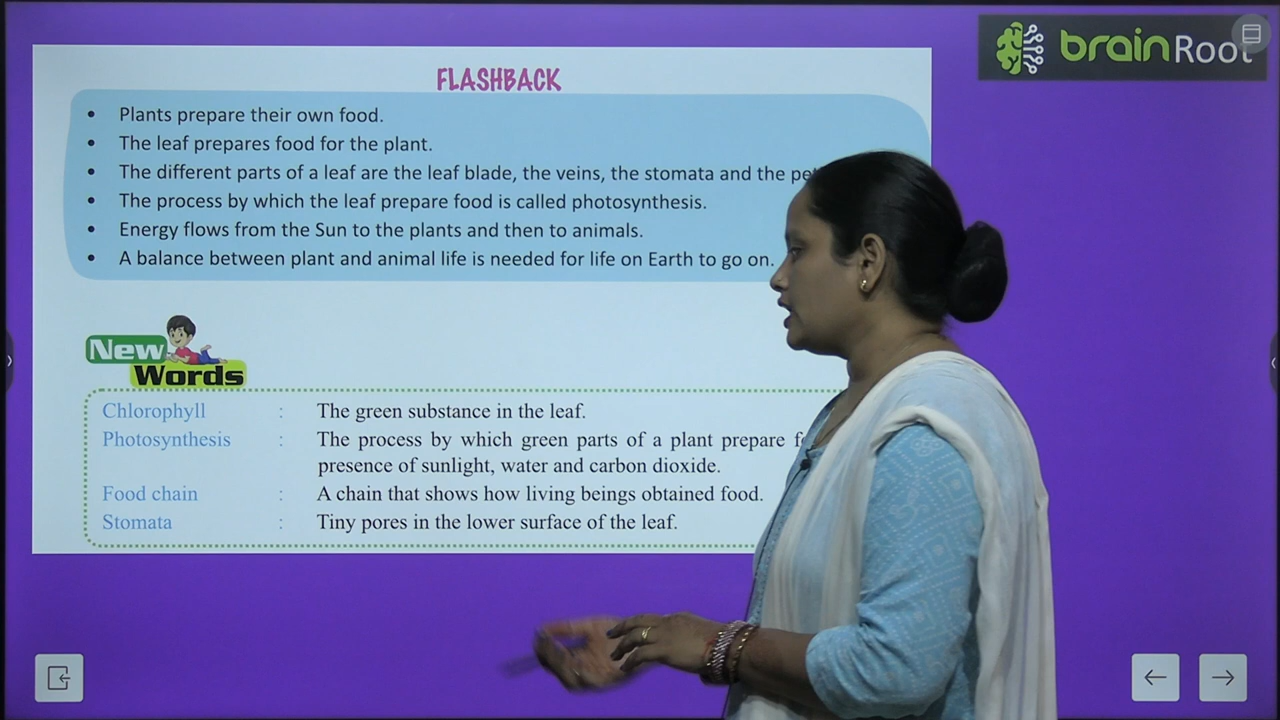 brainRoot
FLASHBACK
• Plants prepare their own food.
• The leaf prepares food for the plant.
• The different parts of a leaf are the leaf blade, the veins, the stomata and the
• The process by which the leaf prepare food is called photosynthesis.
• Energy flows from the Sun to the plants and then to animals.
• A balance between plant and animal life is needed for life on Earth to go on.
New
Words
Chlorophyll : The green substance in the leaf.
Photosynthesis : The process by which green parts of a plant prepare
presence of sunlight, water and carbon dioxide.
Food chain : A chain that shows how living beings obtained food.
Stomata : Tiny pores in the lower surface of the leaf.